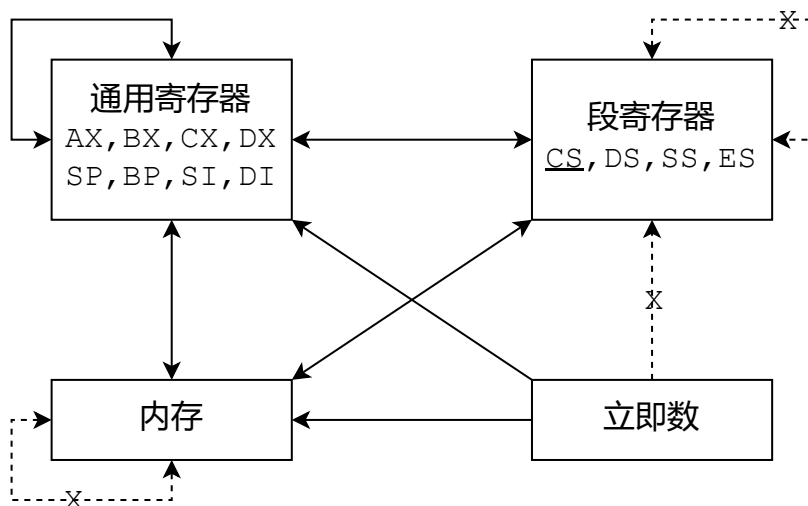 X
通用寄存器
AX,BX,CX,DX
SP,BP,SI,DI
段寄存器
CS,DS,SS,ES
X
内存
立即数
X